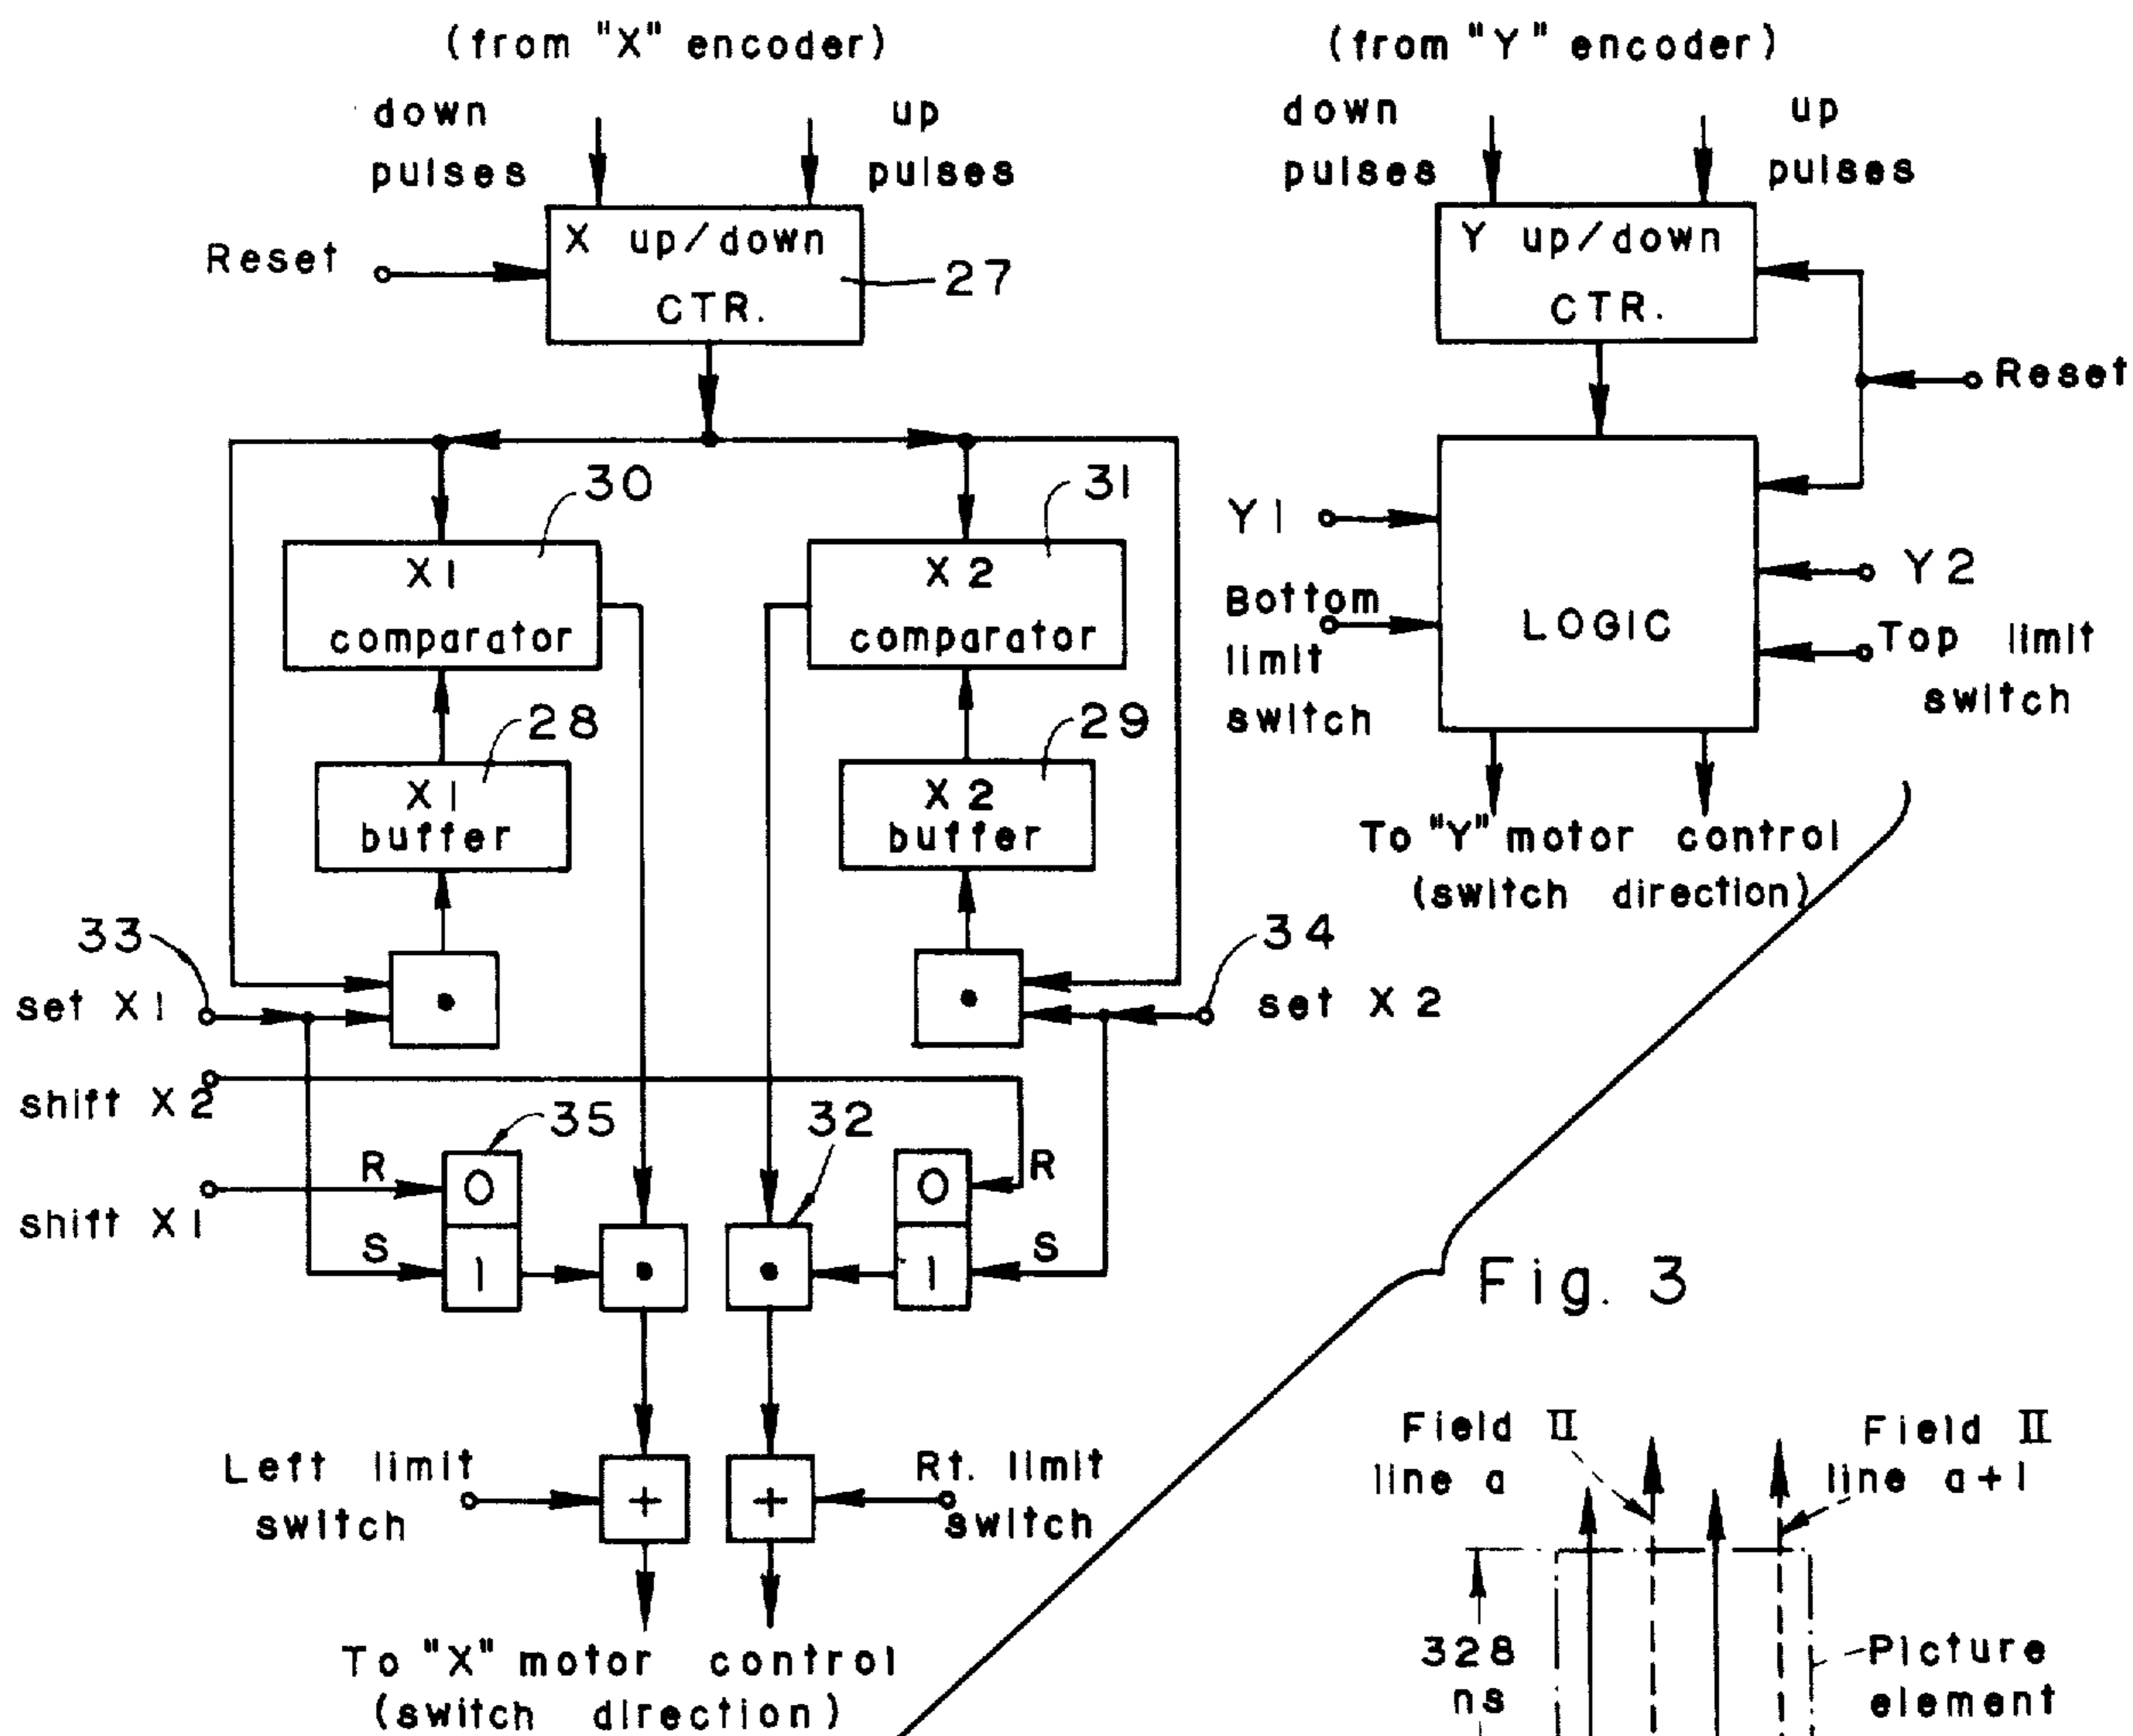 (from "X" encoder)
down pulses
up pulses
Reset
X up/down
CTR.
27
30
31
X1
comparator
X2
comparator
28
29
X1
buffer
X2
buffer
33
34
set X1
set X2
shift X2
35
32
R
O
O
R
shift X1
S
1
1
S
Left limit
switch
+
+
Rt. limit
switch
To "X" motor control
(switch direction)
(from "Y" encoder)
down pulses
up pulses
Y up/down
CTR.
Reset
Y1
Bottom
limit
switch
LOGIC
Y2
Top limit
switch
To "Y" motor control
(switch direction)
Fig. 3
Field II
line a
Field II
line a+1
328
ns
Picture
element